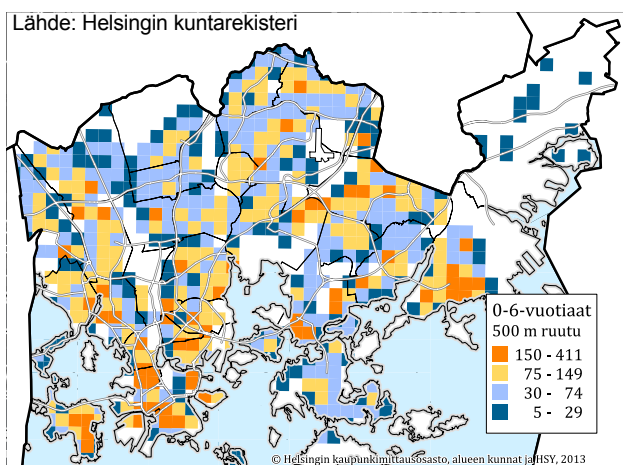 Lähde: Helsingin kuntarekisteri
0-6-vuotiaat
500 m ruutu
150 - 411
75 - 149
30 - 74
5 - 29
© Helsingin kaupunkimittausosasto, alueen kunnat ja HSY, 2013